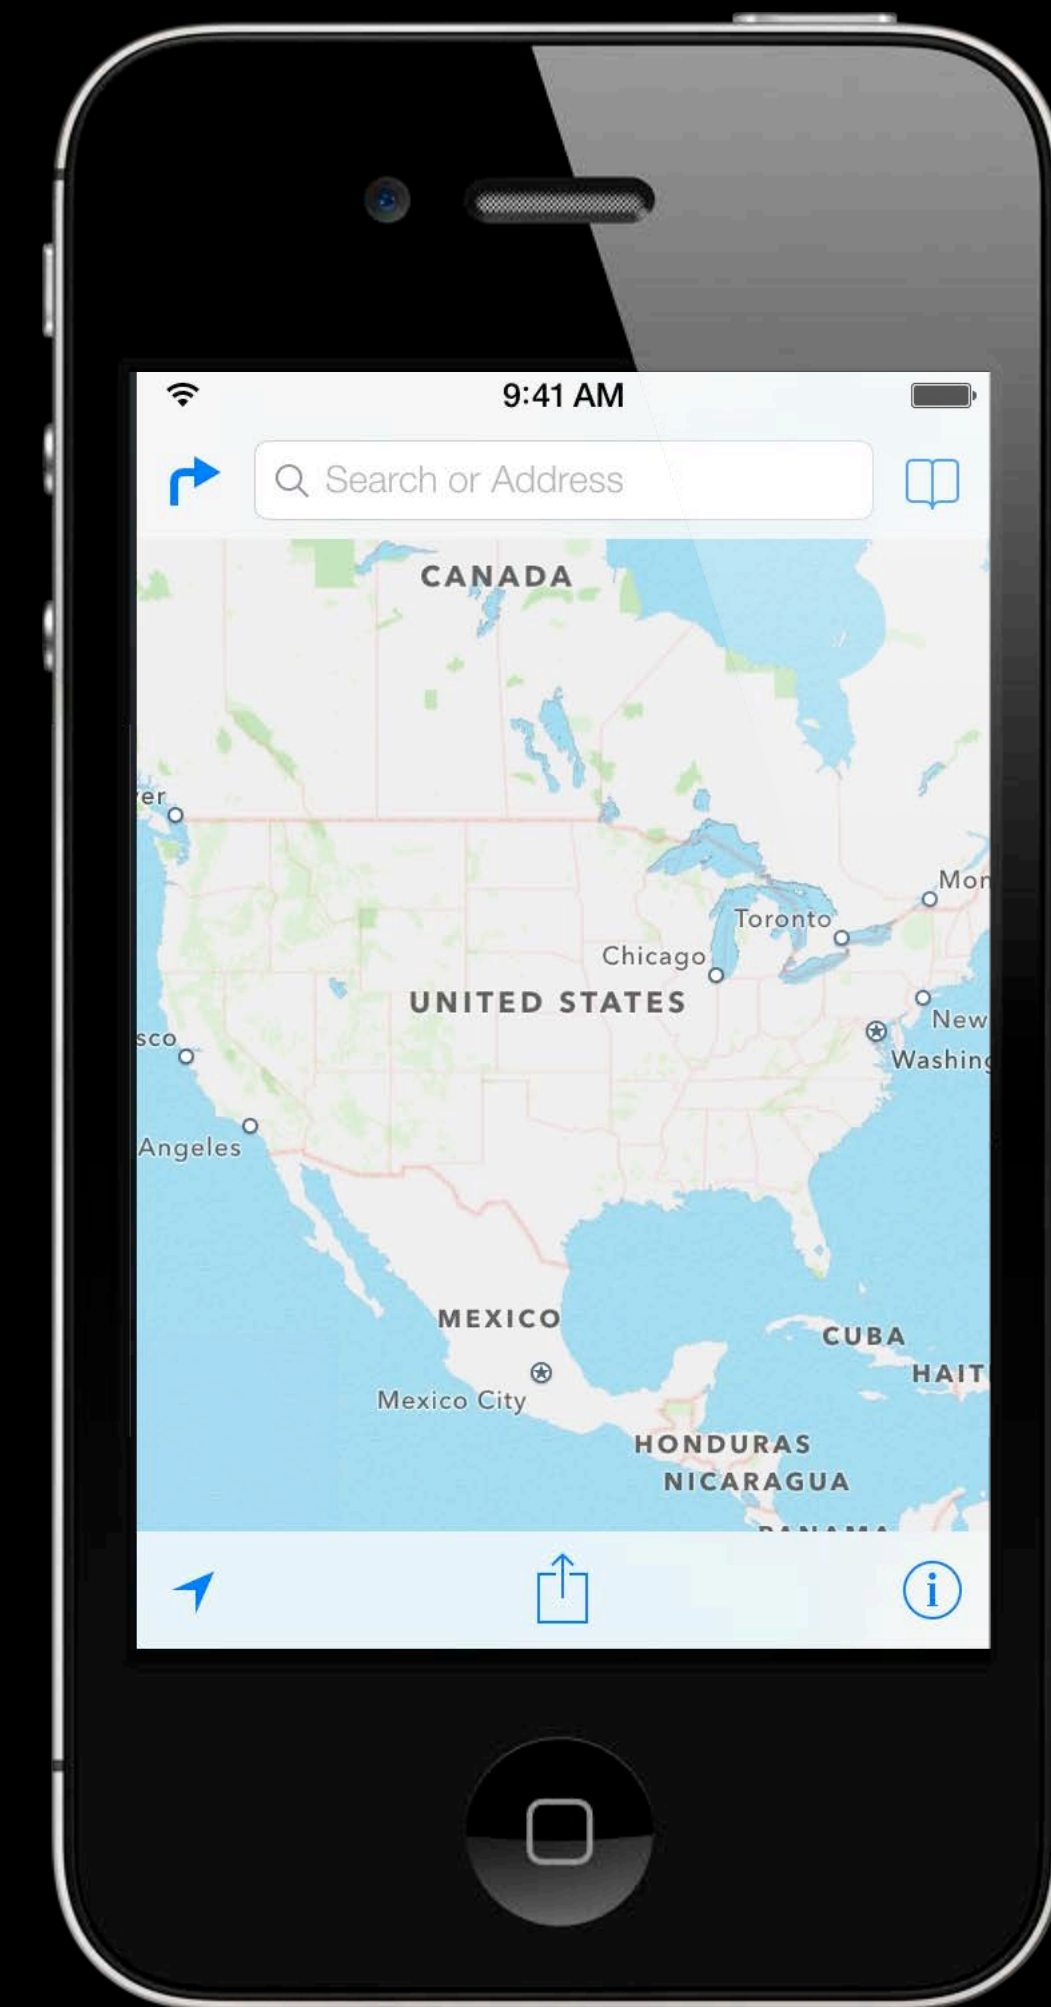 9:41 AM
Search or Address
CANADA
er
Mon
Toronto
Chicago
UNITED STATES
New
sco
Washing
Angeles
MEXICO
CUBA
HAIT
Mexico City
HONDURAS
NICARAGUA
PANAMA
i